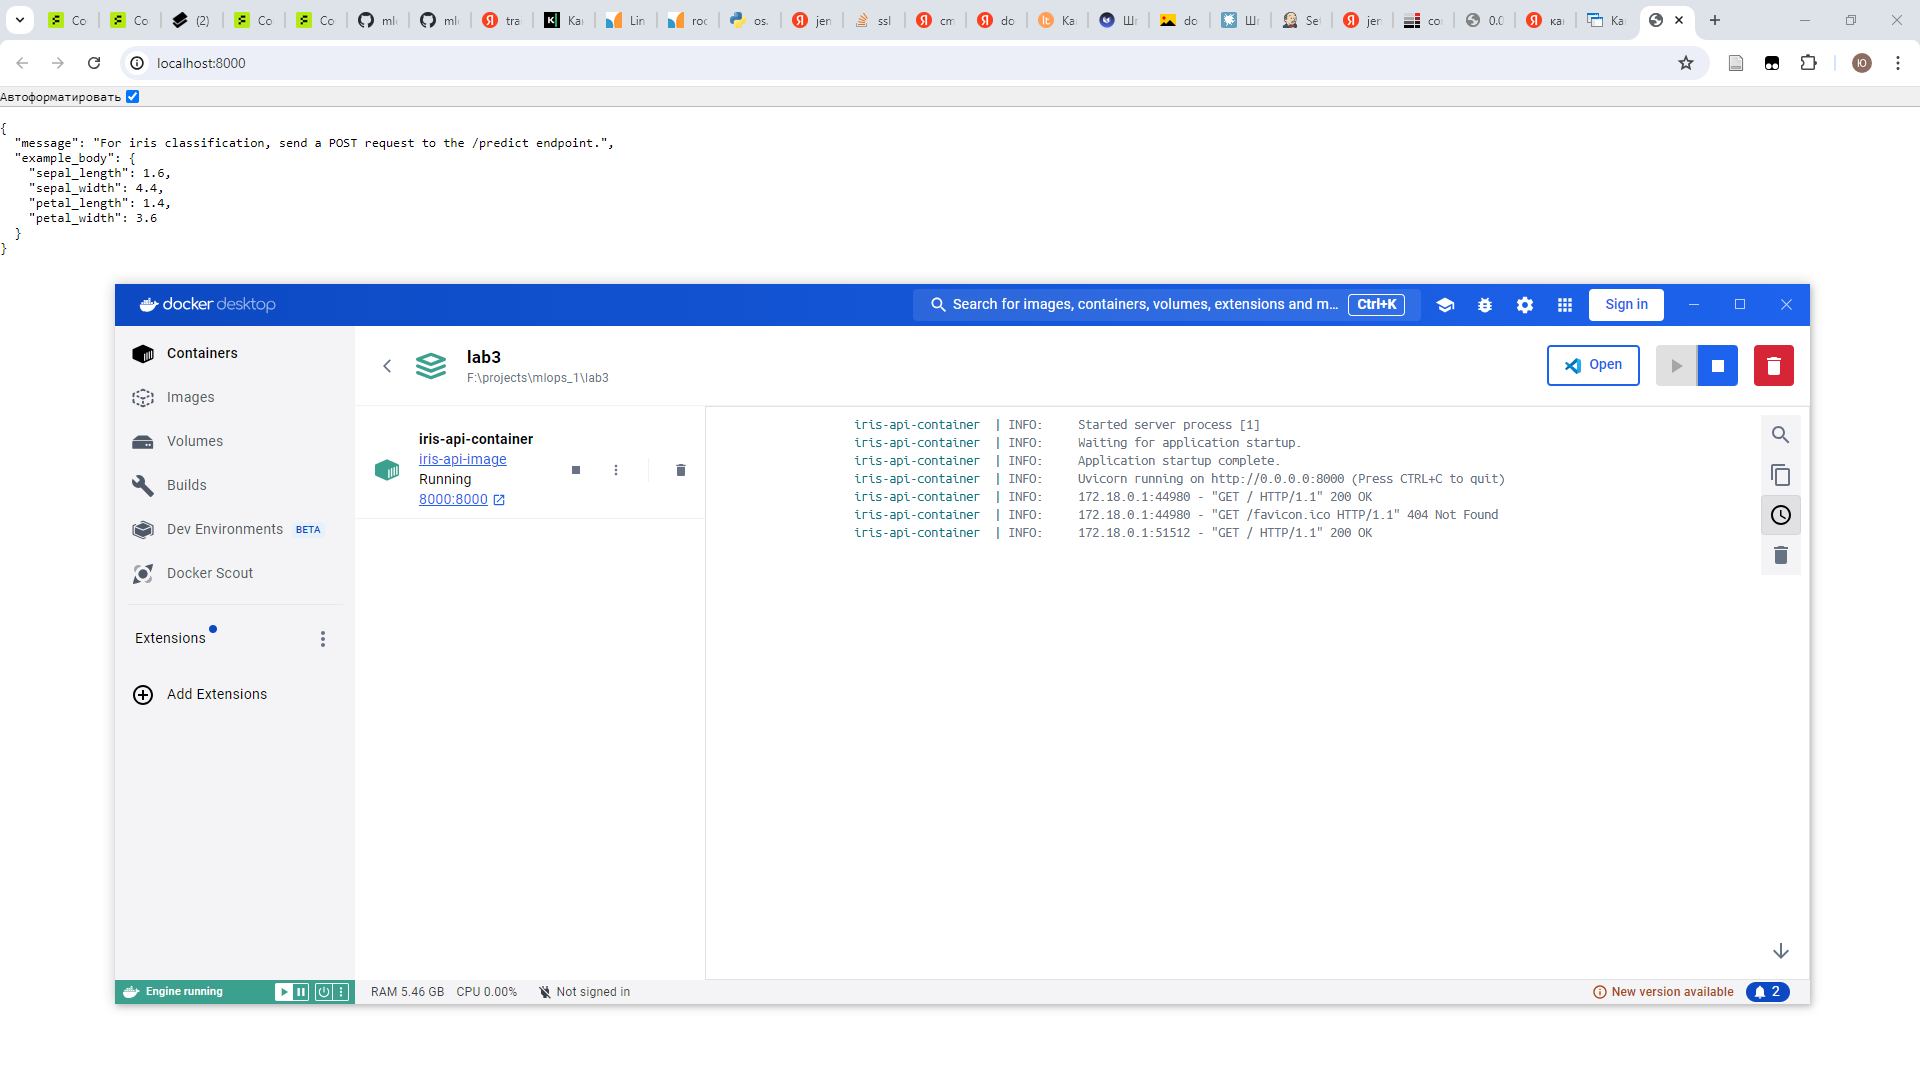 Co
Co
(2)
Co
Co
mlo
mlo
tra
Ka
Lin
roc
os.
jen
ssl
cm
do
Ka
Шп
do
Шп
Set
jen
co
0.0
ка
Ка
localhost:8000
Ю
Автоформатировать
{
"message": "For iris classification, send a POST request to the /predict endpoint.",
"example_body": {
"sepal_length": 1.6,
"sepal_width": 4.4,
"petal_length": 1.4,
"petal_width": 3.6
}
}
docker desktop
Search for images, containers, volumes, extensions and m... Ctrl+K
Sign in
Containers
Images
Volumes
Builds
Dev Environments BETA
Docker Scout
Extensions
Add Extensions
lab3
F:\projects\mlops_1\lab3
Open
iris-api-container
iris-api-image
Running
8000:8000
iris-api-container | INFO: Started server process [1]
iris-api-container | INFO: Waiting for application startup.
iris-api-container | INFO: Application startup complete.
iris-api-container | INFO: Uvicorn running on http://0.0.0.0:8000 (Press CTRL+C to quit)
iris-api-container | INFO: 172.18.0.1:44980 - "GET / HTTP/1.1" 200 OK
iris-api-container | INFO: 172.18.0.1:44980 - "GET /favicon.ico HTTP/1.1" 404 Not Found
iris-api-container | INFO: 172.18.0.1:51512 - "GET / HTTP/1.1" 200 OK
Engine running
RAM 5.46 GB CPU 0.00% Not signed in
New version available 2